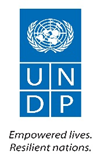 U N
D P
Empowered lives.
Resilient nations.